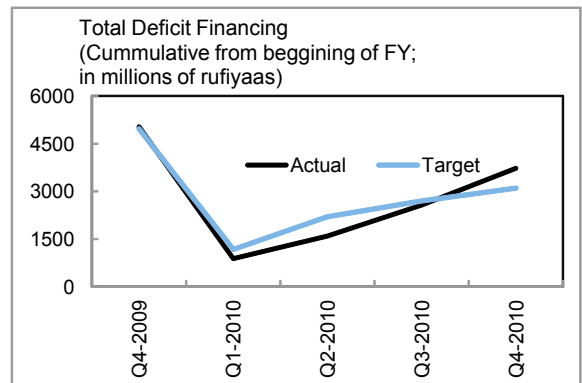 Total Deficit Financing
(Cummulative from beggining of FY;
in millions of rufiyaas)
6000
4500
3000
1500
0
Actual
Target
Q4-2009
Q1-2010
Q2-2010
Q3-2010
Q4-2010